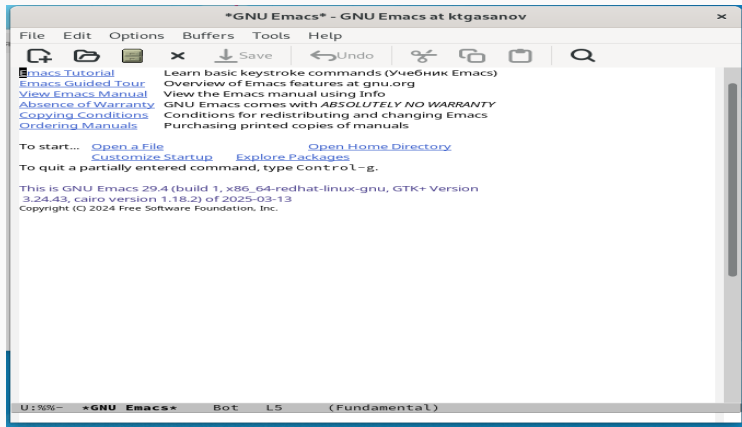 *GNU Emacs* - GNU Emacs at ktgasanov
File Edit Options Buffers Tools Help
Save Undo
Emacs Tutorial Learn basic keystroke commands (Учебник Emacs)
Emacs Guided Tour Overview of Emacs features at gnu.org
View Emacs Manual View the Emacs manual using Info
Absence of Warranty GNU Emacs comes with ABSOLUTELY NO WARRANTY
Copying Conditions Conditions for redistributing and changing Emacs
Ordering Manuals Purchasing printed copies of manuals
To start... Open a File Open Home Directory
Customize Startup Explore Packages
To quit a partially entered command, type Control-g.
This is GNU Emacs 29.4 (build 1, x86_64-redhat-linux-gnu, GTK+ Version
3.24.43, cairo version 1.18.2) of 2025-03-13
Copyright (C) 2024 Free Software Foundation, Inc.
U:%%- *GNU Emacs* Bot L5 (Fundamental)